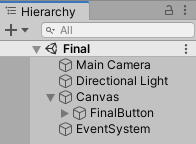 Hierarchy
All
Final
Main Camera
Directional Light
Canvas
FinalButton
EventSystem